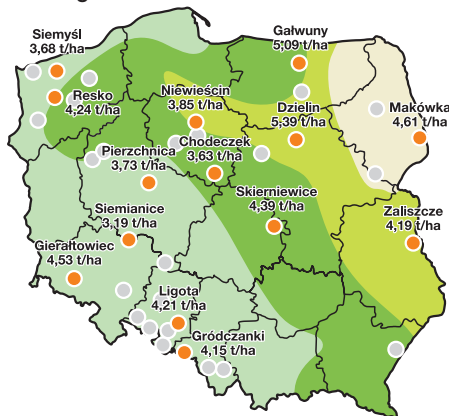 Siemyśl
3,68 t/ha
Gałwuny
5,09 t/ha
Resko
4,24 t/ha
Niewieścin
3,85 t/ha
Dzielin
5,39 t/ha
Makówka
4,61 t/ha
Pierzchnica
3,73 t/ha
Chodeczek
3,63 t/ha
Skierniewice
4,39 t/ha
Siemianice
3,19 t/ha
Zaliszcze
4,19 t/ha
Gierałtowiec
4,53 t/ha
Ligota
4,21 t/ha
Gródczanki
4,15 t/ha